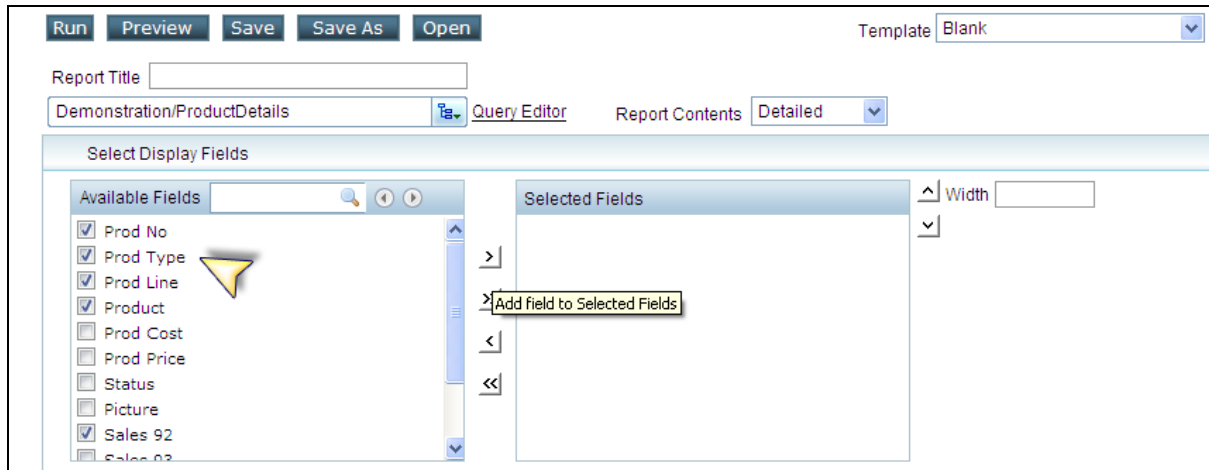 Run Preview Save Save As Open Template Blank
Report Title
Demonstration/ProductDetails Query Editor Report Contents Detailed
Select Display Fields
Available Fields Selected Fields Width
Prod No
Prod Type
Prod Line
>
Product
>> Add field to Selected Fields
Prod Cost
<
Prod Price
Status
<<
Picture
Sales 92
Sales 93